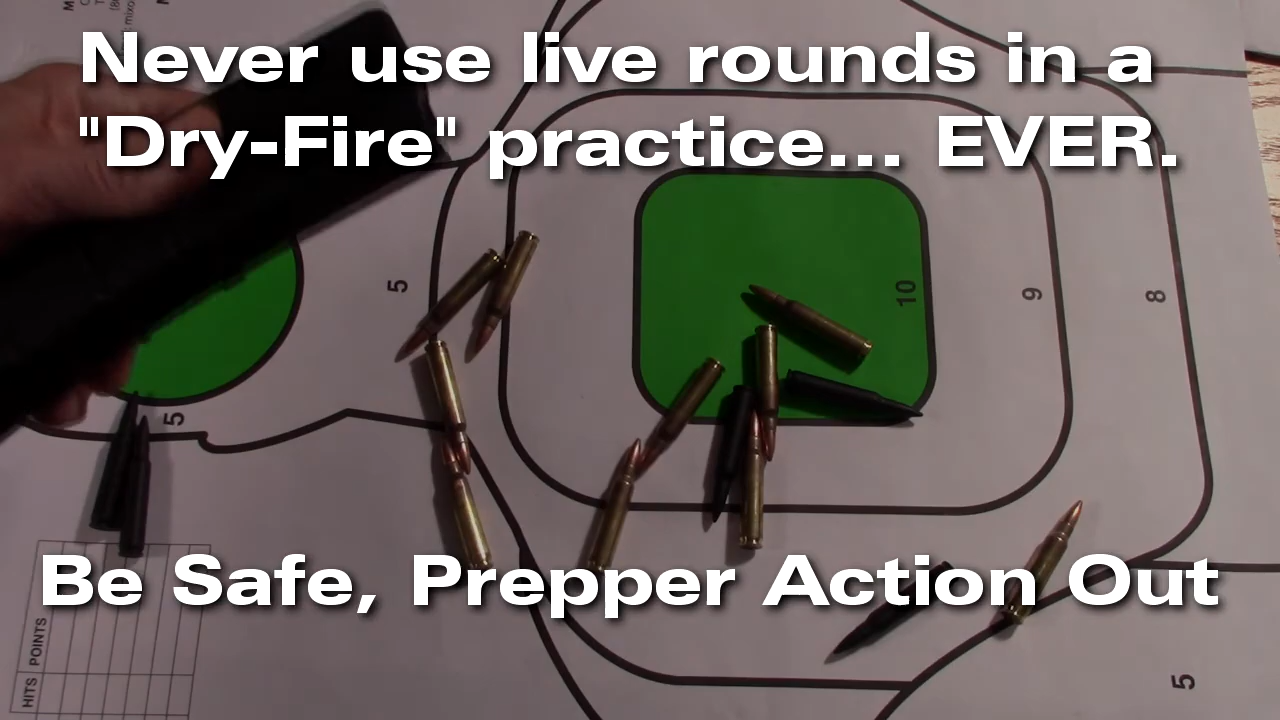 Never use live rounds in a
"Dry-Fire" practice... EVER.
5
10
9
8
5
Be Safe, Prepper Action Out
HITS
POINTS
5